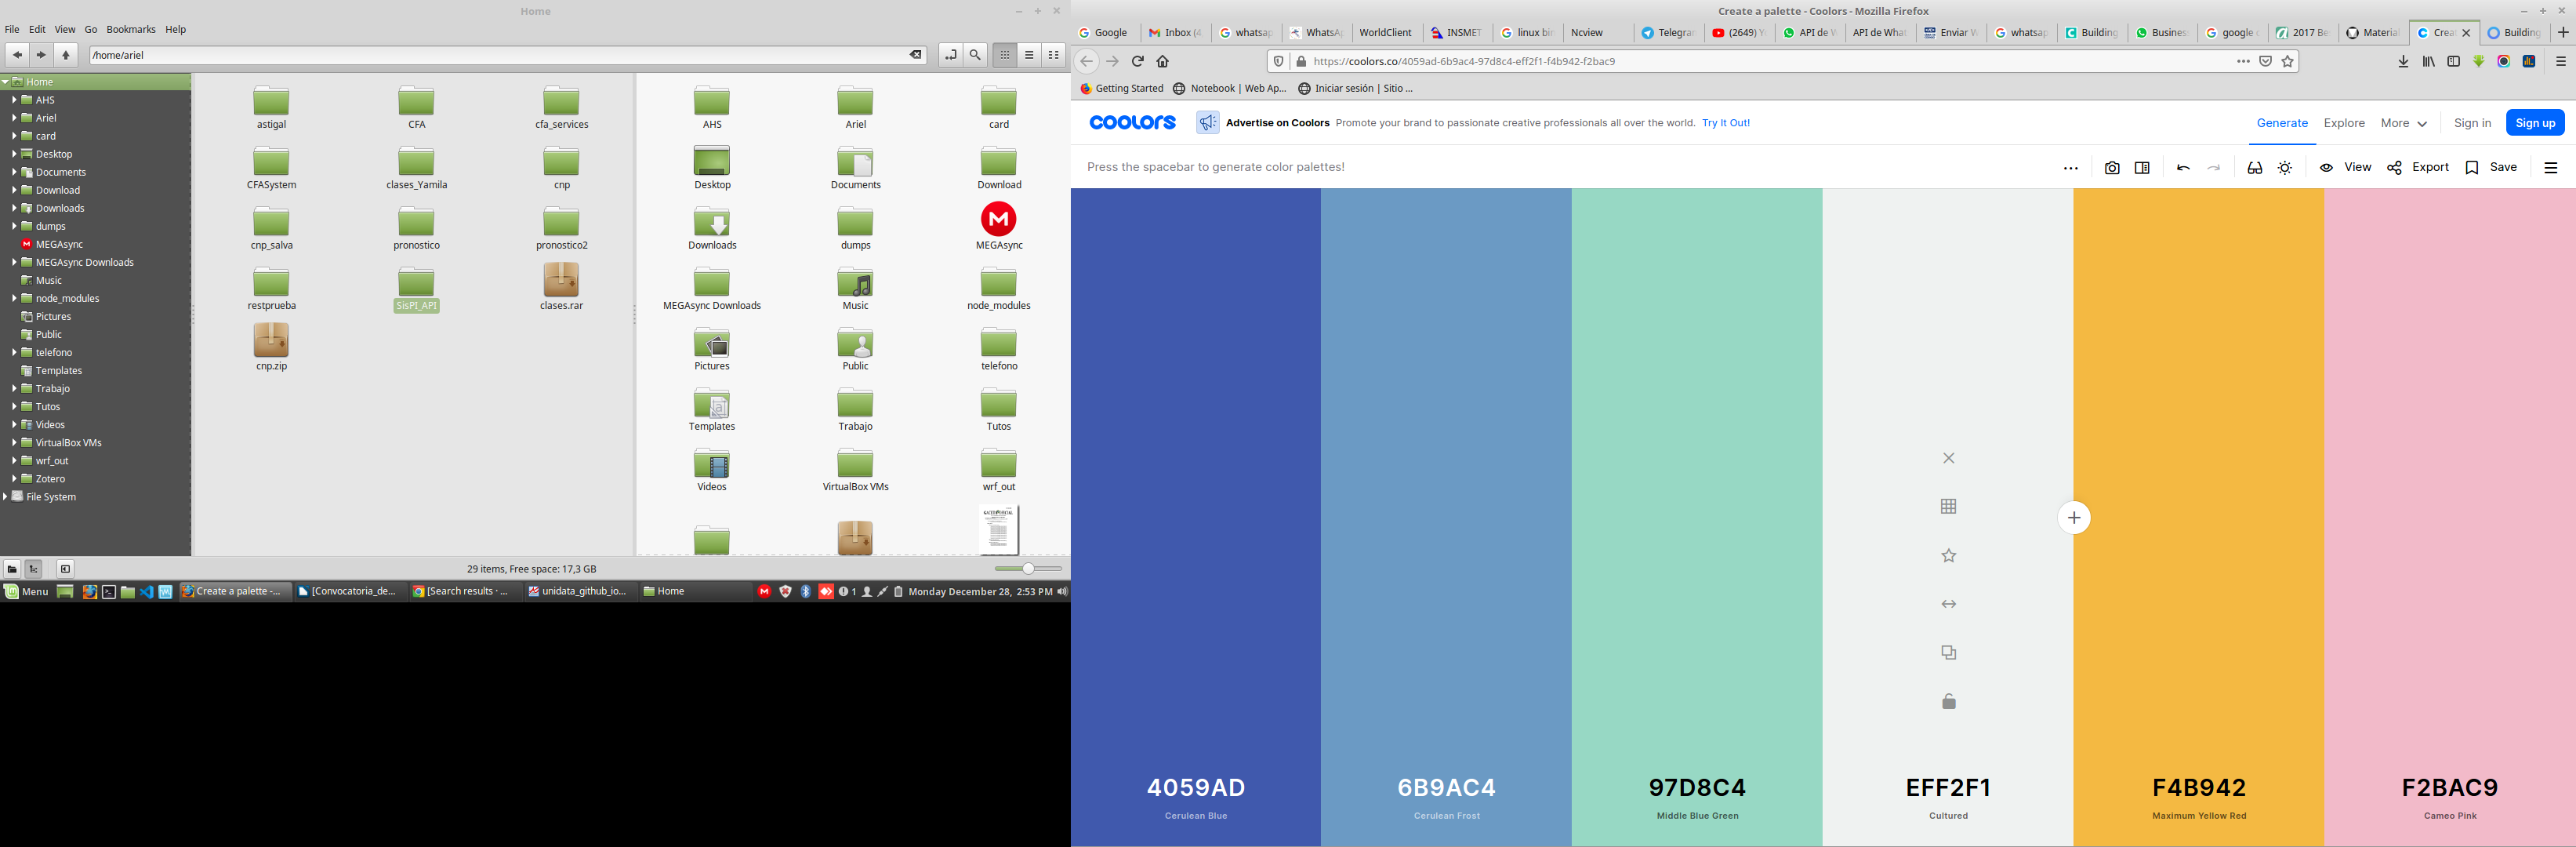 Home
File Edit View Go Bookmarks Help
/home/ariel
Home
AHS
Ariel
card
Desktop
Documents
Download
Downloads
dumps
MEGAsync
MEGAsync Downloads
Music
node_modules
Pictures
Public
telefono
Templates
Trabajo
Tutos
Videos
VirtualBox VMs
wrf_out
Zotero
File System
astigal CFA cfa_services
CFASystem clases_Yamila cnp
cnp_salva pronostico pronostico2
restprueba SisPI_API clases.rar
cnp.zip
AHS Ariel card
Desktop Documents Download
Downloads dumps MEGAsync
MEGAsync Downloads Music node_modules
Pictures Public telefono
Templates Trabajo Tutos
Videos VirtualBox VMs wrf_out
29 items, Free space: 17,3 GB
Menu Create a palette -... [Convocatoria_de... [Search results · ... unidata_github_io... Home 1 Monday December 28, 2:53 PM
Create a palette - Coolors - Mozilla Firefox
Google Inbox (4 whatsap WhatsA WorldClient INSMET linux bin Ncview Telegra (2649) Y API de W API de What Enviar W whatsap Building Busines google c 2017 Be Material Crea Building
https://coolors.co/4059ad-6b9ac4-97d8c4-eff2f1-f4b942-f2bac9
Getting Started Notebook | Web Ap... Iniciar sesión | Sitio ...
coolors Advertise on Coolors Promote your brand to passionate creative professionals all over the world. Try It Out! Generate Explore More Sign in Sign up
Press the spacebar to generate color palettes! View Export Save
4059AD 6B9AC4 97D8C4 EFF2F1 F4B942 F2BAC9
Cerulean Blue Cerulean Frost Middle Blue Green Cultured Maximum Yellow Red Cameo Pink